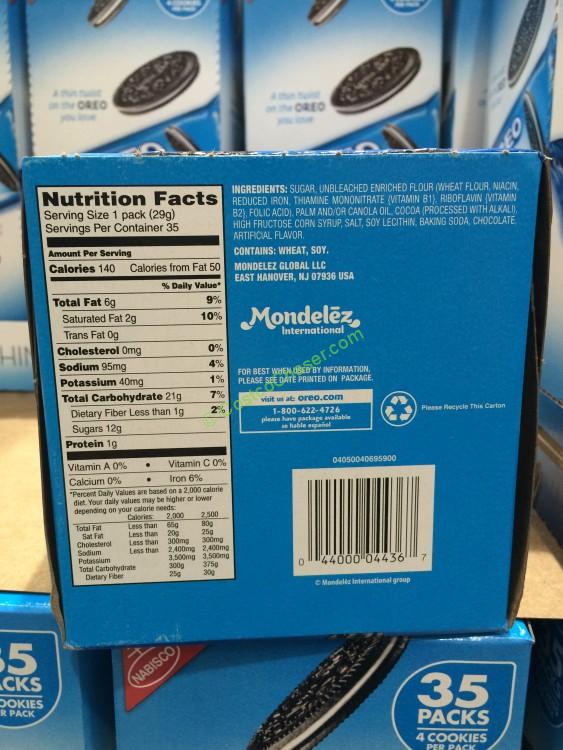 4 COOKIES
PER PACK
A thin twist
on the OREO
you love
A thin twist
on the OREO
you love
Nutrition Facts
Serving Size 1 pack (29g)
Servings Per Container 35
Amount Per Serving
Calories 140 Calories from Fat 50
% Daily Value*
Total Fat 6g 9%
Saturated Fat 2g 10%
Trans Fat 0g
Cholesterol 0mg 0%
Sodium 95mg 4%
Potassium 40mg 1%
Total Carbohydrate 21g 7%
Dietary Fiber Less than 1g 2%
Sugars 12g
Protein 1g
Vitamin A 0% • Vitamin C 0%
Calcium 0% • Iron 6%
*Percent Daily Values are based on a 2,000 calorie
diet. Your daily values may be higher or lower
depending on your calorie needs:
Calories: 2,000 2,500
Total Fat Less than 65g 80g
Sat Fat Less than 20g 25g
Cholesterol Less than 300mg 300mg
Sodium Less than 2,400mg 2,400mg
Potassium 3,500mg 3,500mg
Total Carbohydrate 300g 375g
Dietary Fiber 25g 30g
INGREDIENTS: SUGAR, UNBLEACHED ENRICHED FLOUR (WHEAT FLOUR, NIACIN,
REDUCED IRON, THIAMINE MONONITRATE {VITAMIN B1}, RIBOFLAVIN {VITAMIN
B2}, FOLIC ACID), PALM AND/OR CANOLA OIL, COCOA (PROCESSED WITH ALKALI),
HIGH FRUCTOSE CORN SYRUP, SALT, SOY LECITHIN, BAKING SODA, CHOCOLATE,
ARTIFICIAL FLAVOR.
CONTAINS: WHEAT, SOY.
MONDELEZ GLOBAL LLC
EAST HANOVER, NJ 07936 USA
Mondelēz
International
FOR BEST WHEN USED BY INFORMATION,
PLEASE SEE DATE PRINTED ON PACKAGE.
visit us at: oreo.com
1-800-622-4726
please have package available
se hable español
Please Recycle This Carton
04050040695900
0 44000 04436 7
© Mondelēz International group
NABISCO
35
PACKS
4 COOKIES
PER PACK